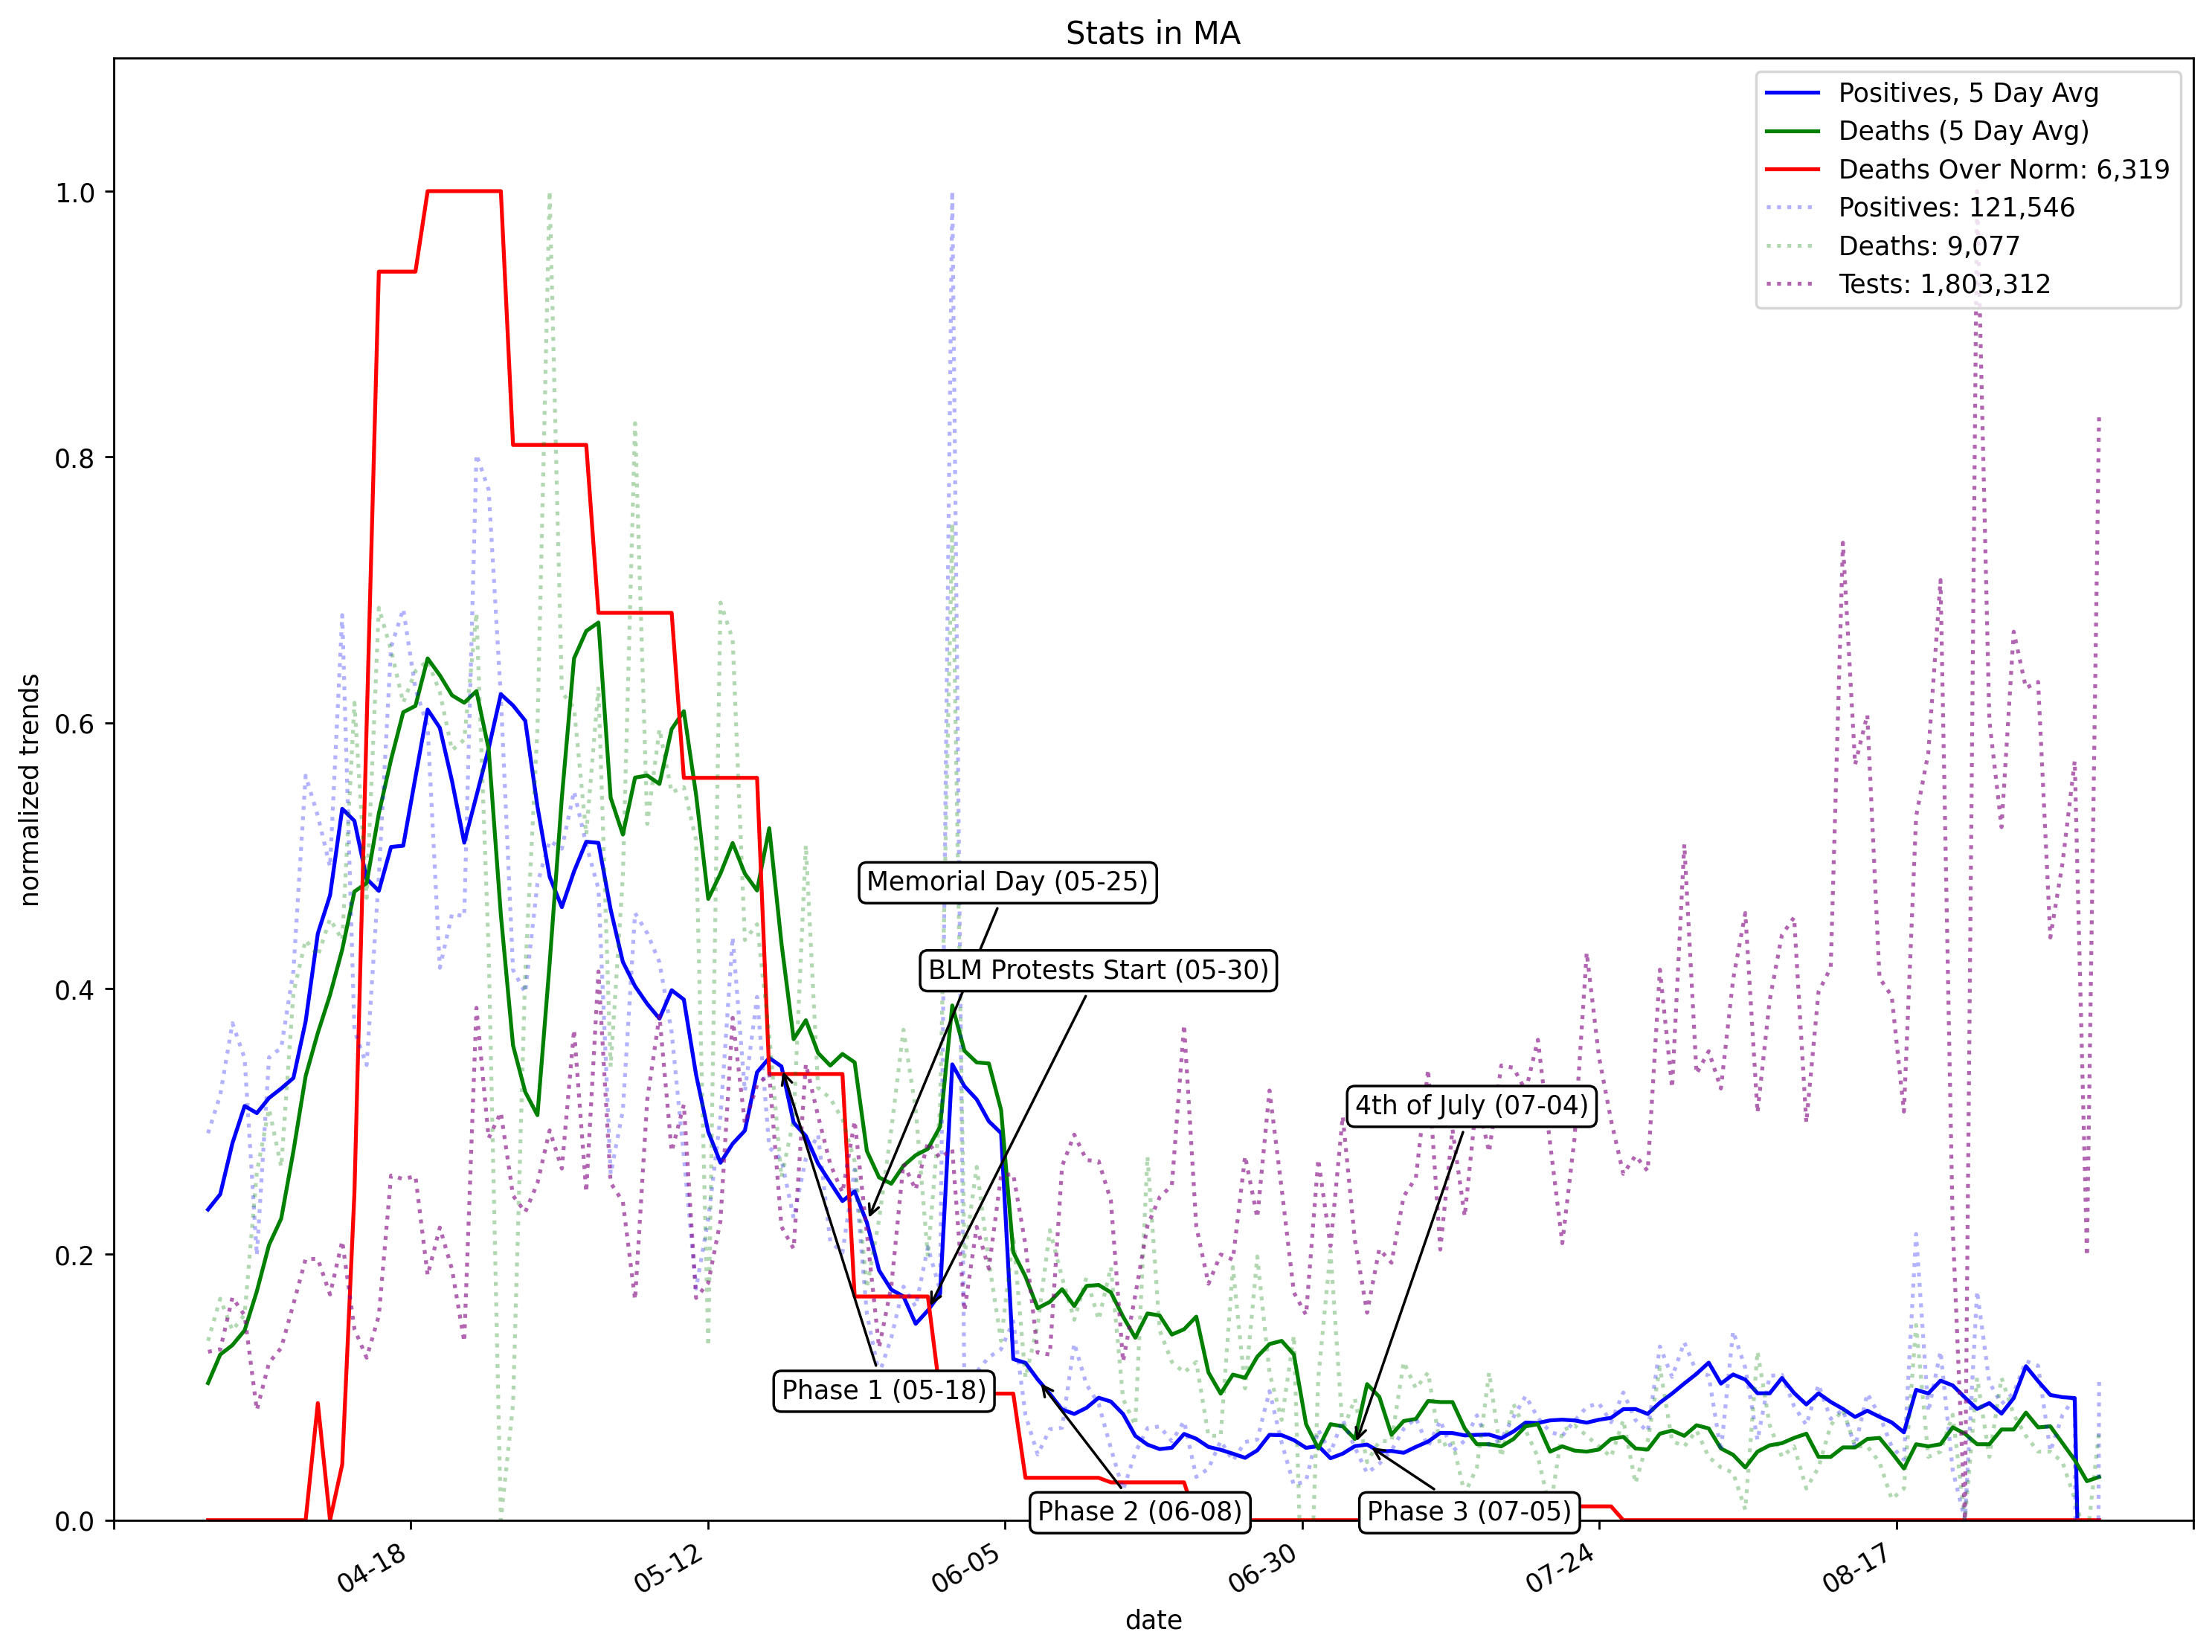 Stats in MA
Positives, 5 Day Avg
Deaths (5 Day Avg)
Deaths Over Norm: 6,319
Positives: 121,546
Deaths: 9,077
Tests: 1,803,312
1.0
0.8
0.6
0.4
0.2
0.0
normalized trends
Memorial Day (05-25)
BLM Protests Start (05-30)
4th of July (07-04)
Phase 1 (05-18)
Phase 2 (06-08)
Phase 3 (07-05)
04-18
05-12
06-05
06-30
07-24
08-17
date